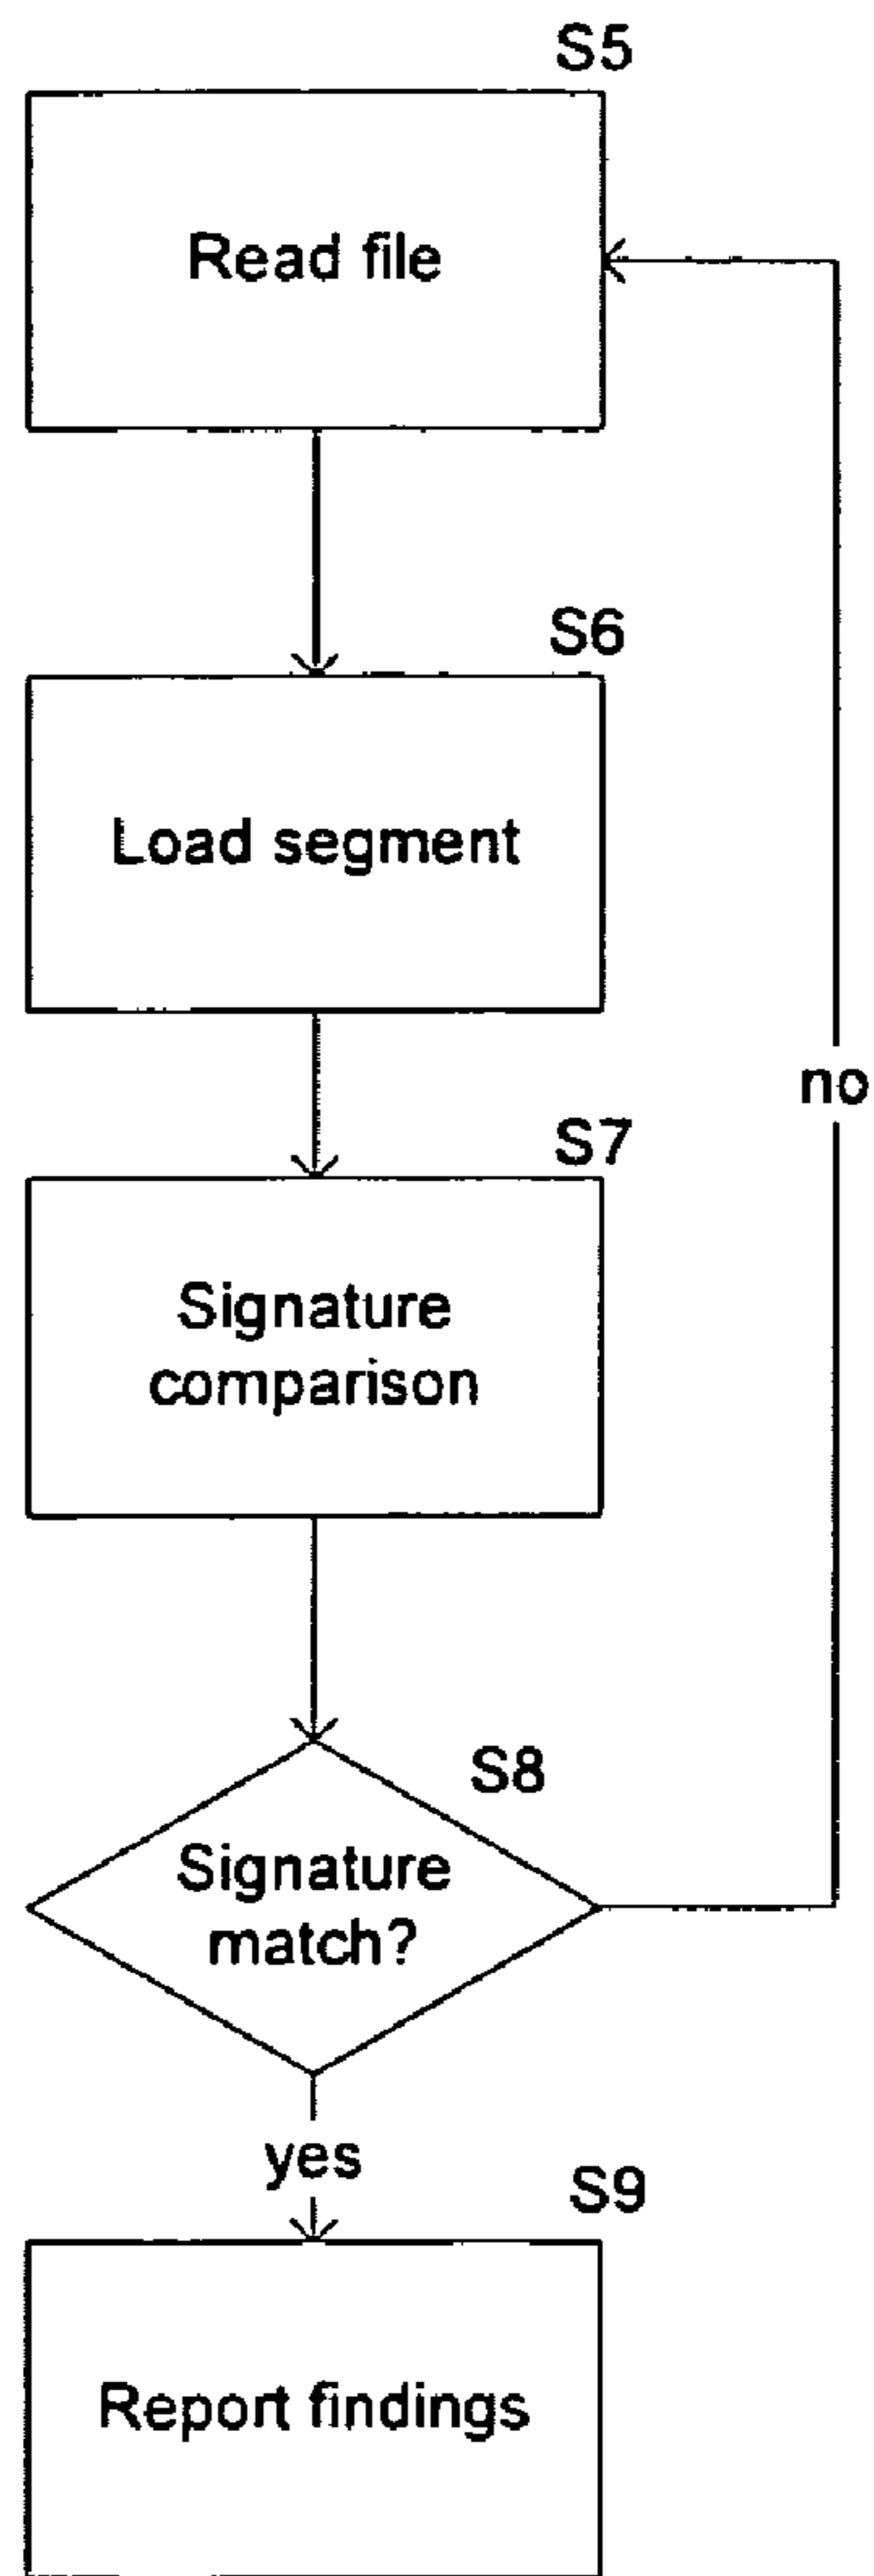 S5
Read file
S6
Load segment
no
S7
Signature
comparison
S8
Signature
match?
yes
S9
Report findings